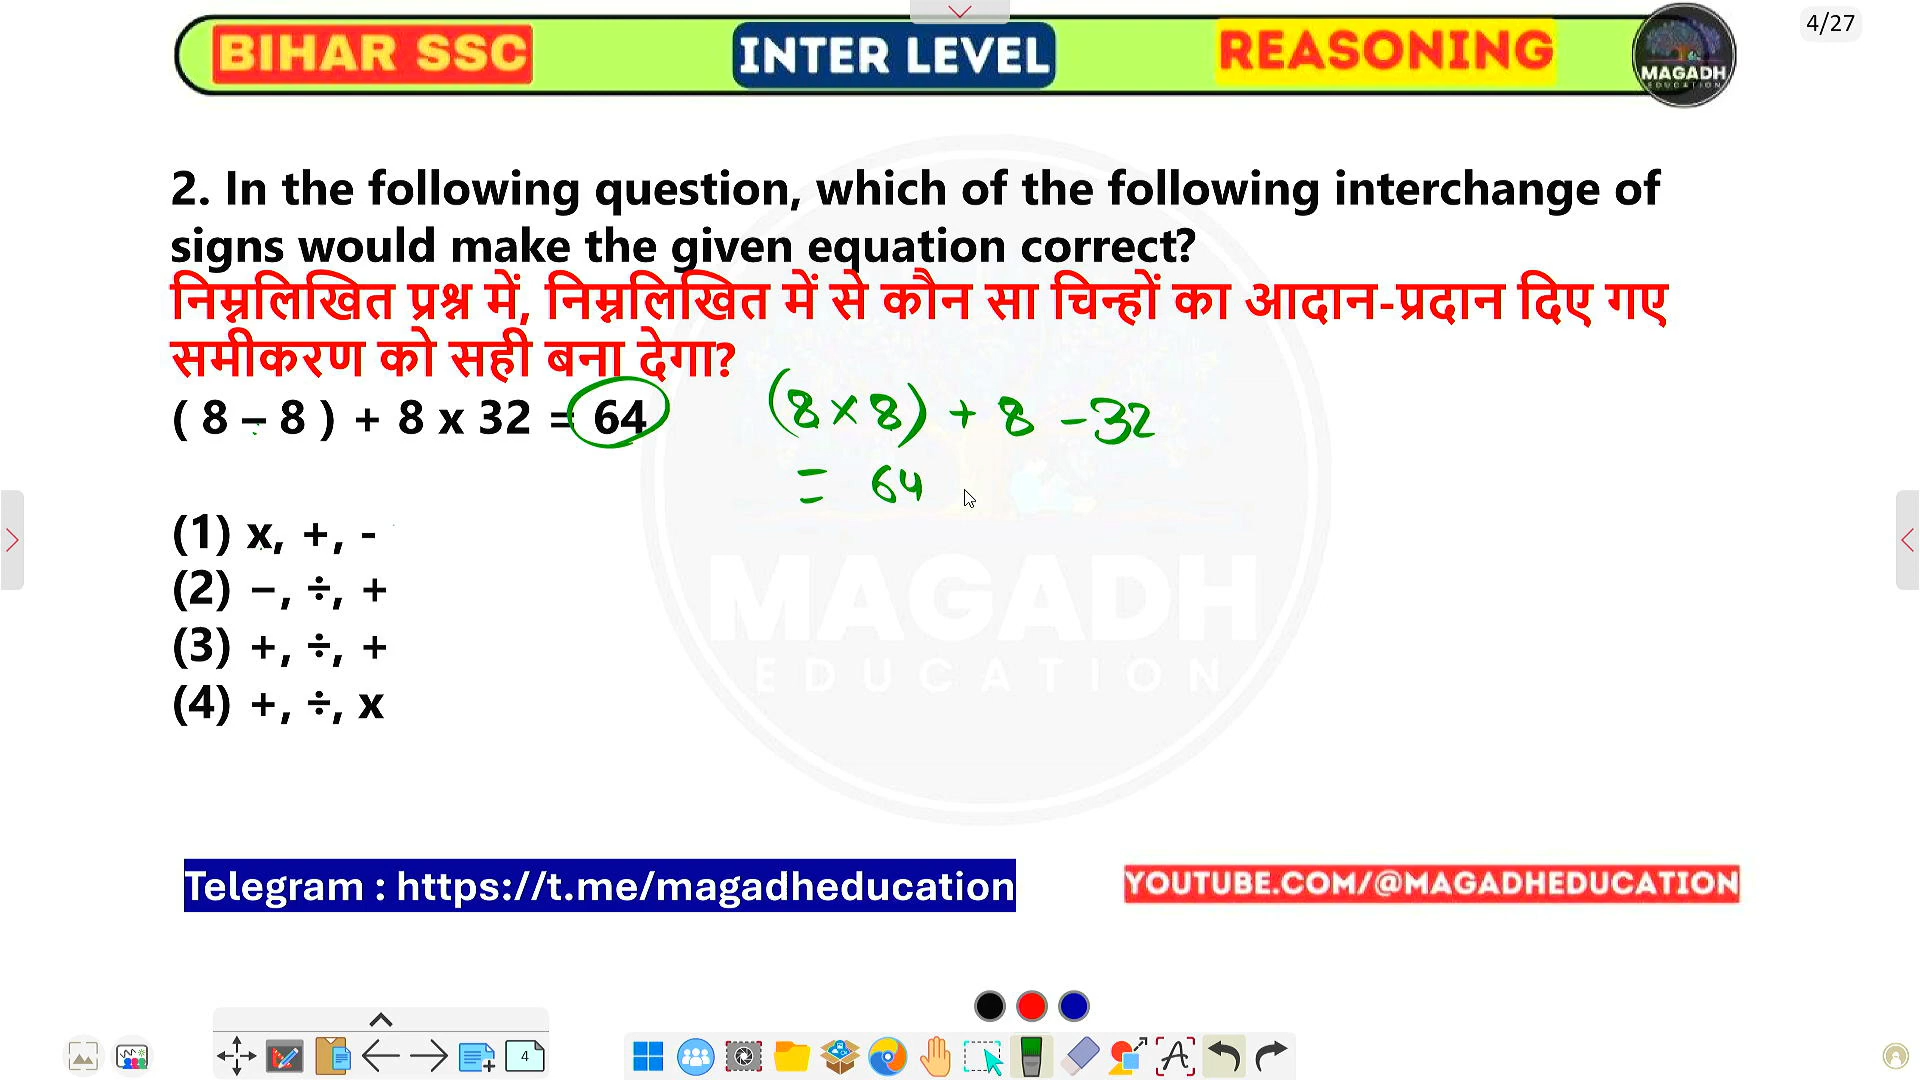 4/27
BIHAR SSC INTER LEVEL REASONING MAGADH
EDUCATION
2. In the following question, which of the following interchange of
signs would make the given equation correct?
निम्नलिखित प्रश्न में, निम्नलिखित में से कौन सा चिन्हों का आदान-प्रदान दिए गए
समीकरण को सही बना देगा?
( 8 – 8 ) + 8 x 32 = 64
(8 × 8) + 8 - 32
= 64
(1) x, +, -
(2) –, ÷, +
(3) +, ÷, +
(4) +, ÷, x
MAGADH
EDUCATION
Telegram : https://t.me/magadheducation
YOUTUBE.COM/@MAGADHEDUCATION
4